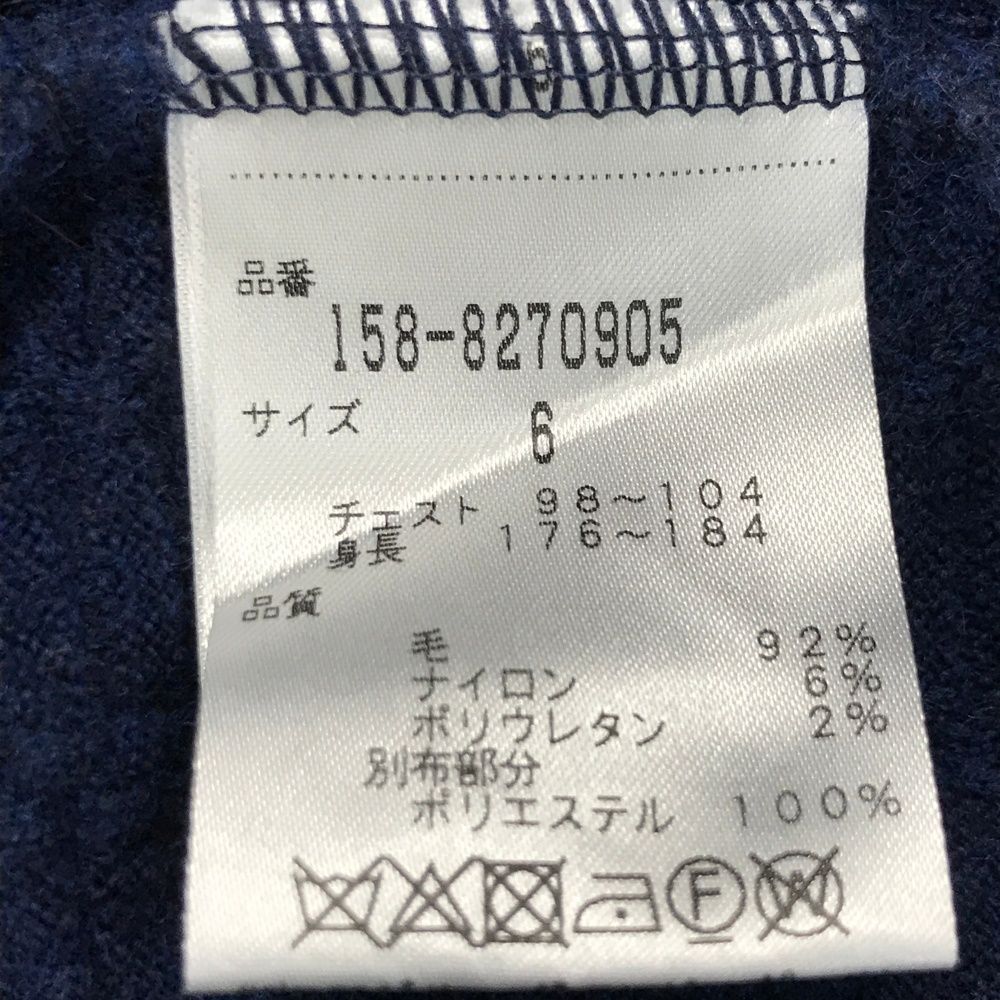 品番
158-8270905
サイズ 6
チェスト 98～104
身長 176～184
品質
毛 92%
ナイロン 6%
ポリウレタン 2%
別布部分
ポリエステル 100%
F W